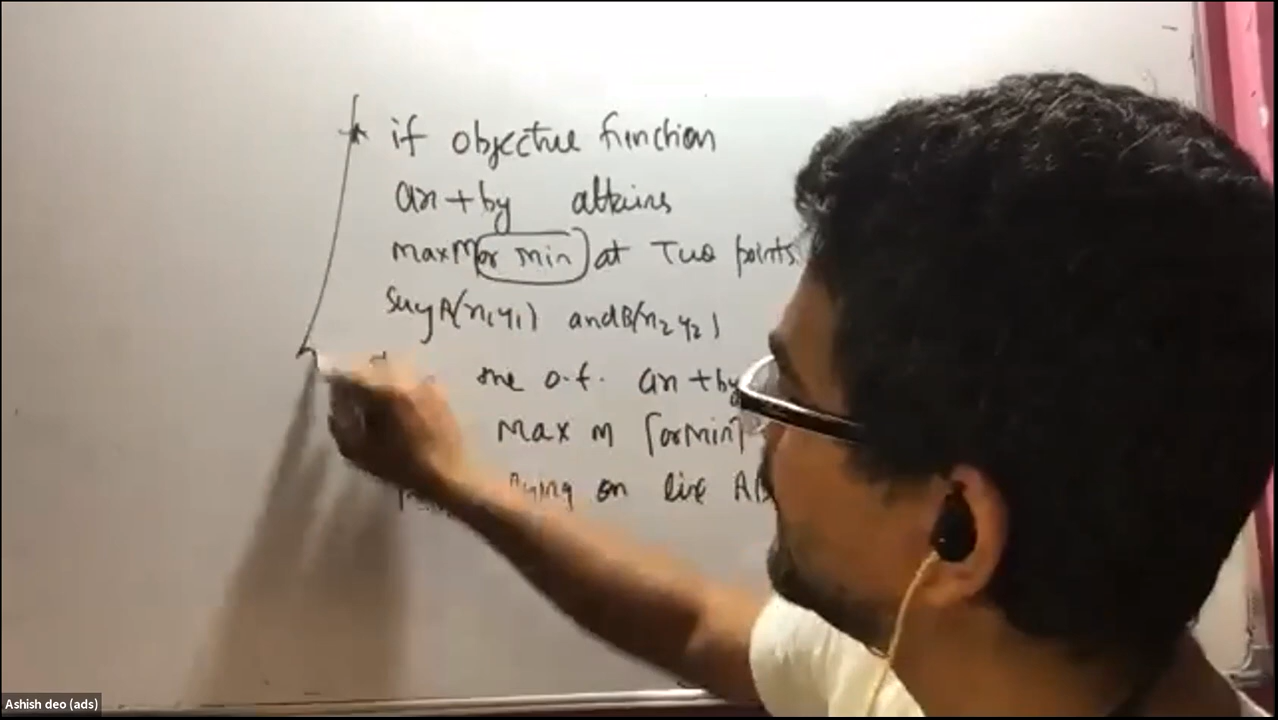 * if objective function
ax + by attains
maxM or min at Two points
say A(x1y1) and B(x2y2)
the o.f. ax + by
Max M [or Min]
lying on line AB
Ashish deo (ads)